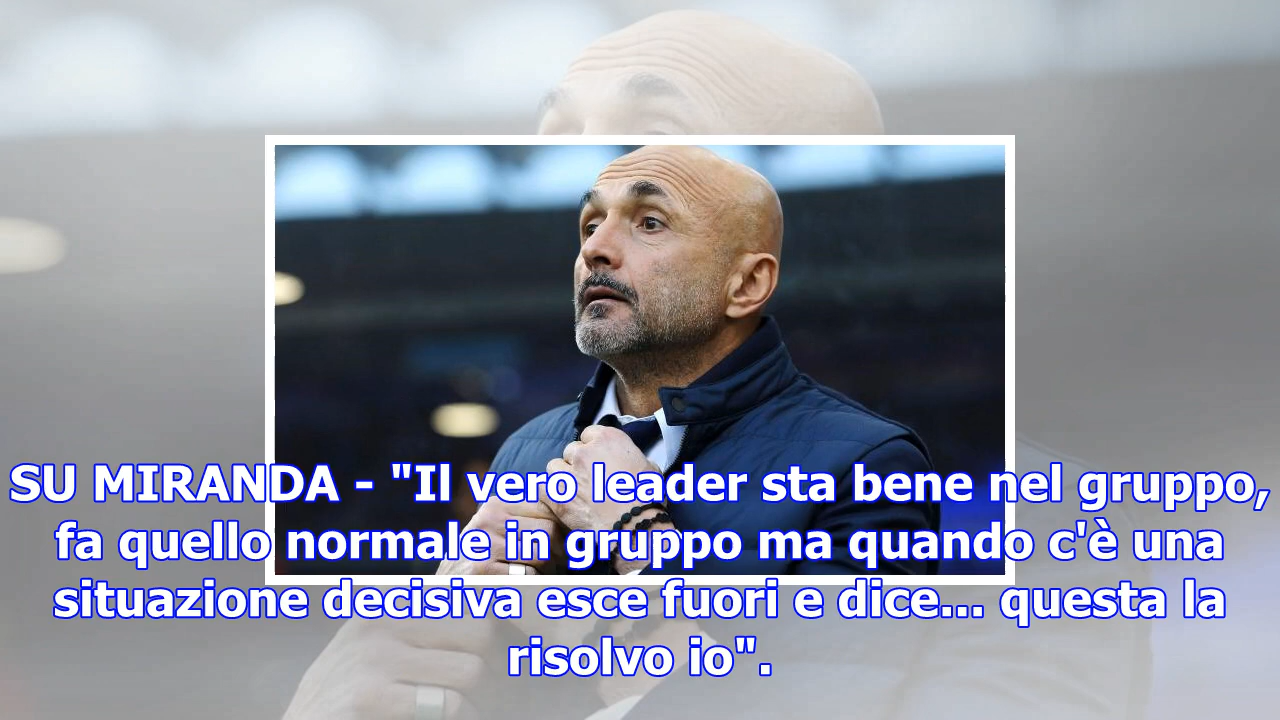 SU MIRANDA - "Il vero leader sta bene nel gruppo,
fa quello normale in gruppo ma quando c'è una
situazione decisiva esce fuori e dice... questa la
risolvo io".